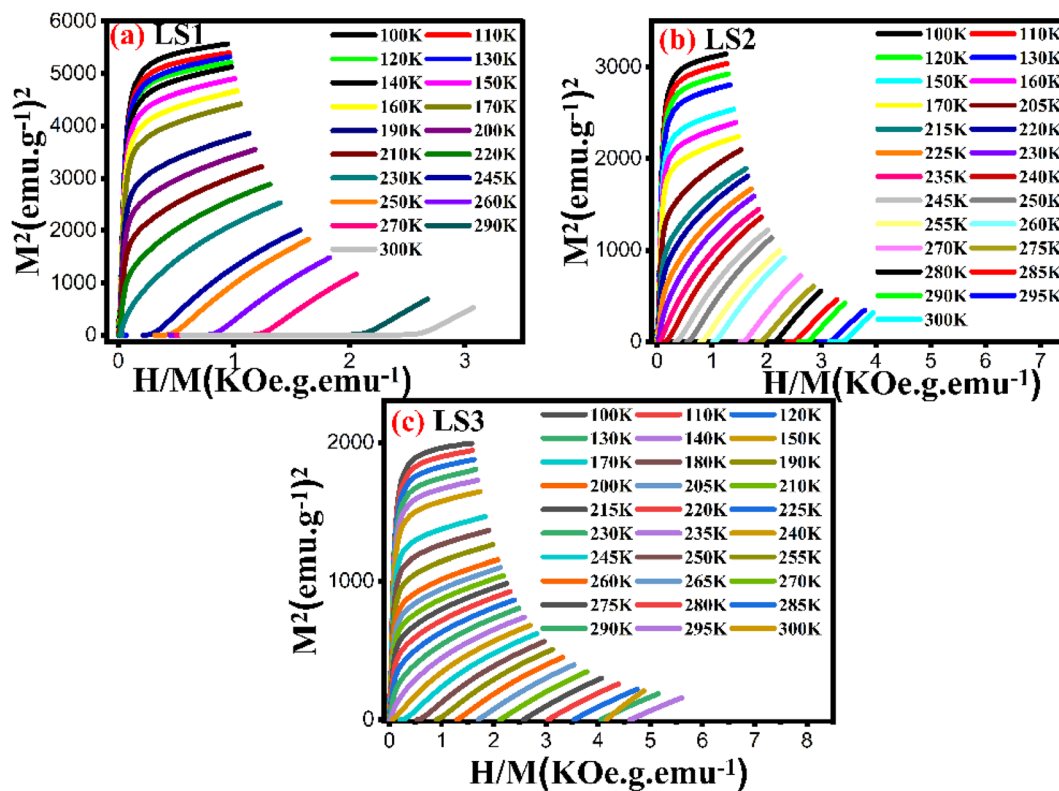 (a) LS1
M²(emu.g⁻¹)²
6000
5000
4000
3000
2000
1000
0
100K 110K
120K 130K
140K 150K
160K 170K
190K 200K
210K 220K
230K 245K
250K 260K
270K 290K
300K
0 1 2 3
H/M(KOe.g.emu⁻¹)
(b) LS2
M²(emu.g⁻¹)²
3000
2000
1000
0
100K 110K
120K 130K
150K 160K
170K 205K
215K 220K
225K 230K
235K 240K
245K 250K
255K 260K
270K 275K
280K 285K
290K 295K
300K
0 1 2 3 4 5 6 7
H/M(KOe.g.emu⁻¹)
(c) LS3
M²(emu.g⁻¹)²
2000
1000
0
100K 110K 120K
130K 140K 150K
170K 180K 190K
200K 205K 210K
215K 220K 225K
230K 235K 240K
245K 250K 255K
260K 265K 270K
275K 280K 285K
290K 295K 300K
0 1 2 3 4 5 6 7 8
H/M(KOe.g.emu⁻¹)